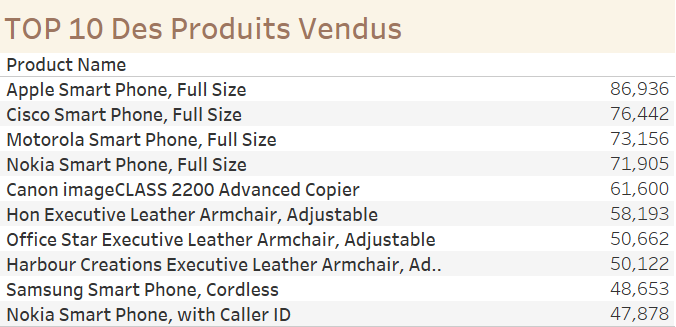 TOP 10 Des Produits Vendus
Product Name
Apple Smart Phone, Full Size 86,936
Cisco Smart Phone, Full Size 76,442
Motorola Smart Phone, Full Size 73,156
Nokia Smart Phone, Full Size 71,905
Canon imageCLASS 2200 Advanced Copier 61,600
Hon Executive Leather Armchair, Adjustable 58,193
Office Star Executive Leather Armchair, Adjustable 50,662
Harbour Creations Executive Leather Armchair, Ad.. 50,122
Samsung Smart Phone, Cordless 48,653
Nokia Smart Phone, with Caller ID 47,878